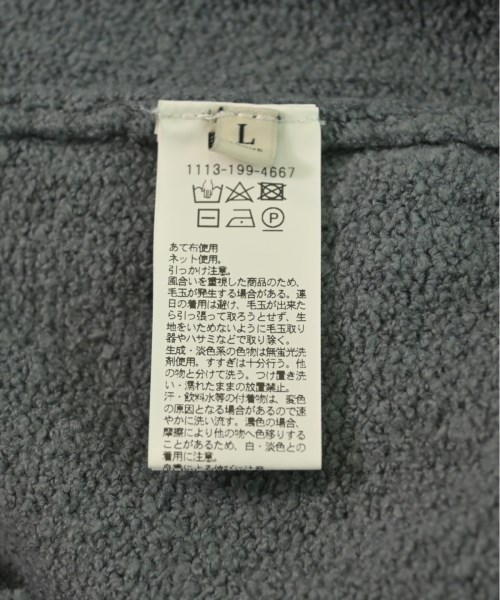 L
1113-199-4667
あて布使用
ネット使用。
引っかけ注意。
風合いを重視した商品のため、
毛玉が発生する場合がある。連
日の着用は避け、毛玉が出来た
ら引っ張って取ろうとせず、生
地をいためないように毛玉取り
器やハサミなどで取り除く。
生成・淡色系の色物は無蛍光洗
剤使用。すすぎは十分行う。他
の物と分けて洗う。つけ置き洗
い・濡れたままの放置禁止。
汗・飲料水等の付着物は、変色
の原因となる場合があるので速
やかに洗い流す。濃色の場合、
摩擦により他の物へ色移りする
ことがあるため、白・淡色との
着用に注意。